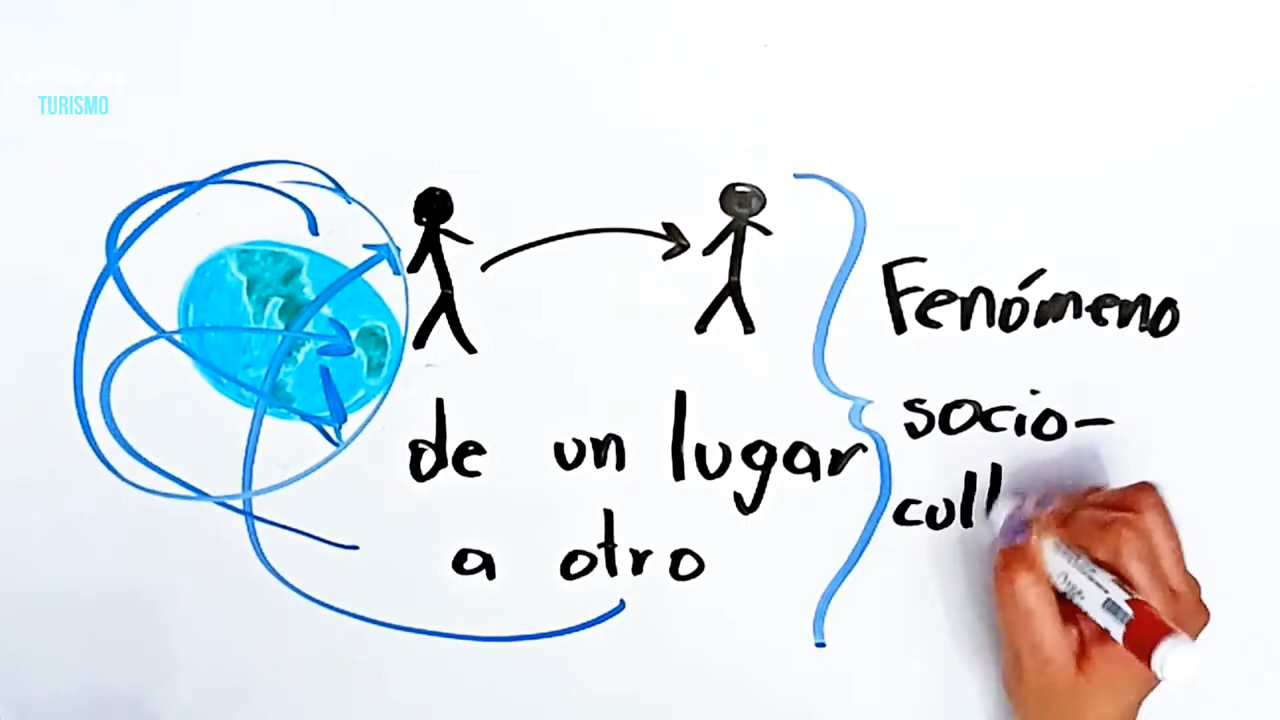 TURISMO
de un lugar
a otro
Fenómeno
socio-